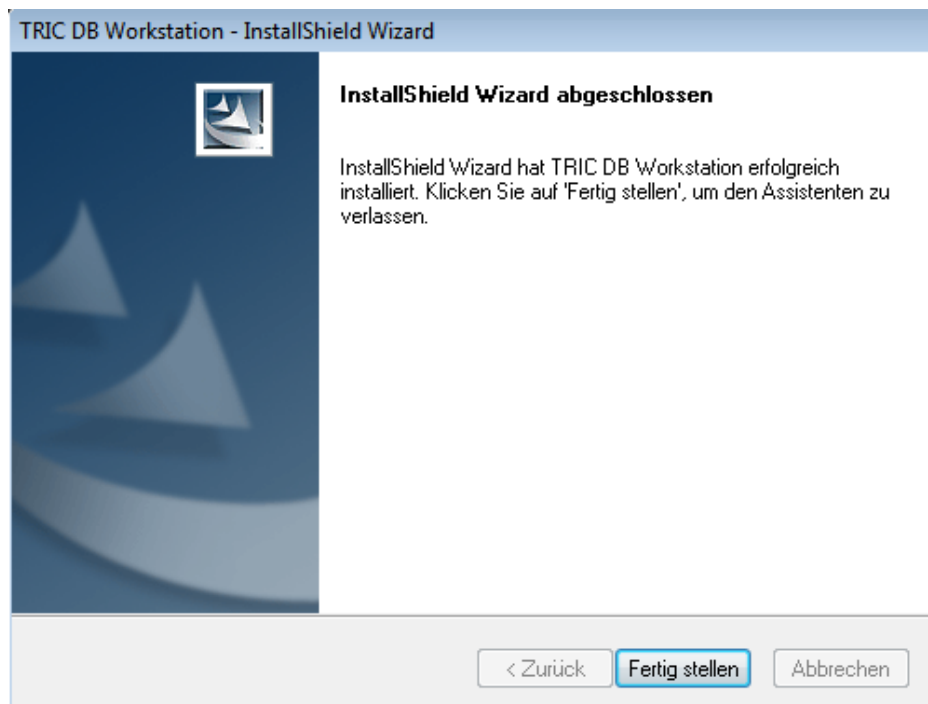 TRIC DB Workstation - InstallShield Wizard
InstallShield Wizard abgeschlossen
InstallShield Wizard hat TRIC DB Workstation erfolgreich
installiert. Klicken Sie auf 'Fertig stellen', um den Assistenten zu
verlassen.
< Zurück Fertig stellen Abbrechen